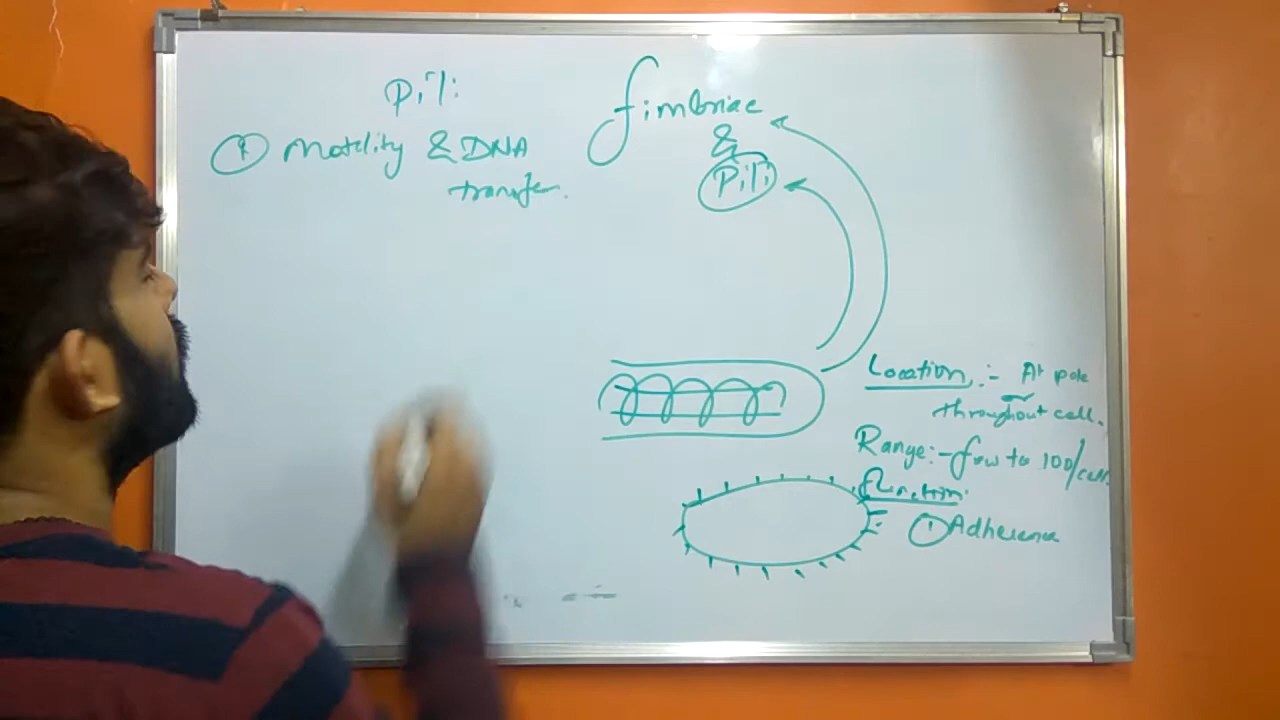 Pili:
① Motility & DNA
transfer.
fimbriae
&
Pili
Location :- At pole
throughout cell.
Range:- few to 100/cell.
function.
① Adherence